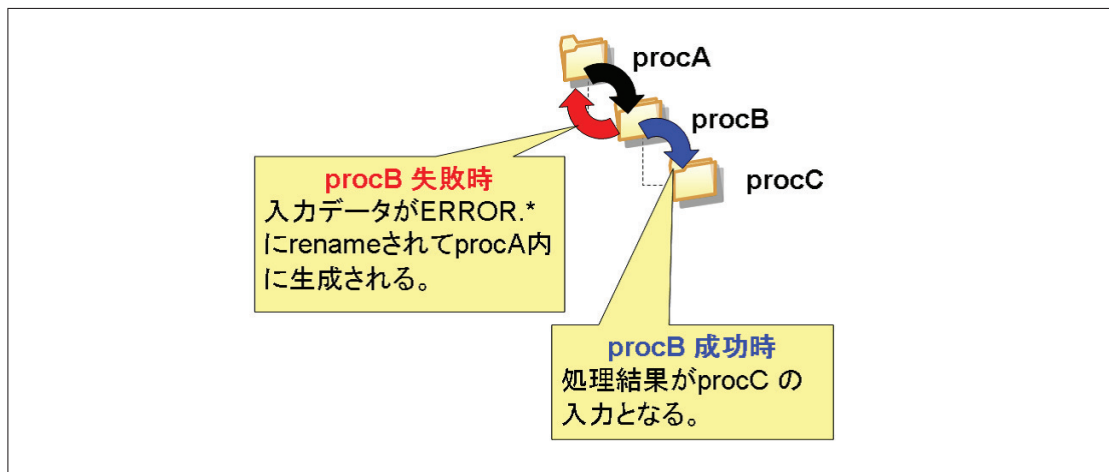 procA
procB
procC
procB 失敗時
入力データがERROR.*
にrenameされてprocA内
に生成される。
procB 成功時
処理結果がprocC の
入力となる。